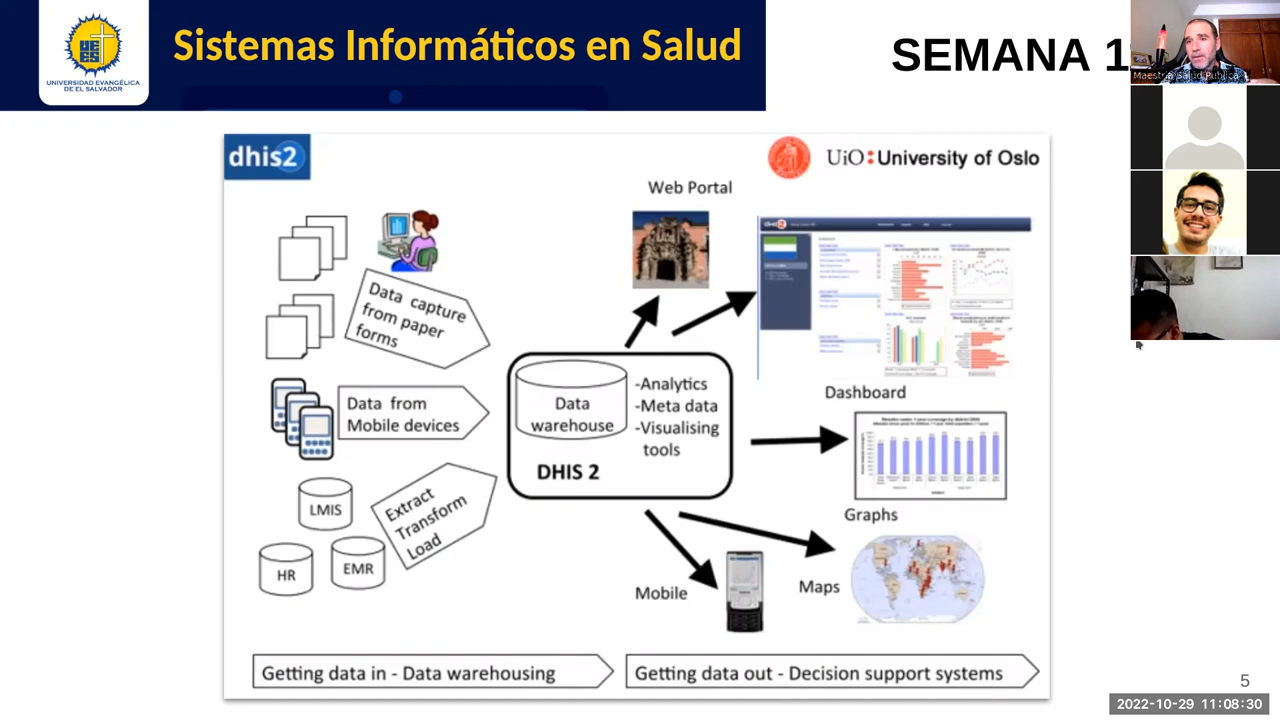 Sistemas Informáticos en Salud
SEMANA 1
UNIVERSIDAD EVANGÉLICA
DE EL SALVADOR
Maestría Salud Pública
dhis2
UiO: University of Oslo
Web Portal
Data capture
from paper
forms
Data from
Mobile devices
LMIS
HR
EMR
Extract
Transform
Load
Data
warehouse
DHIS 2
-Analytics
-Meta data
-Visualising
tools
Dashboard
Graphs
Maps
Mobile
Getting data in - Data warehousing
Getting data out - Decision support systems
5
2022-10-29 11:08:30